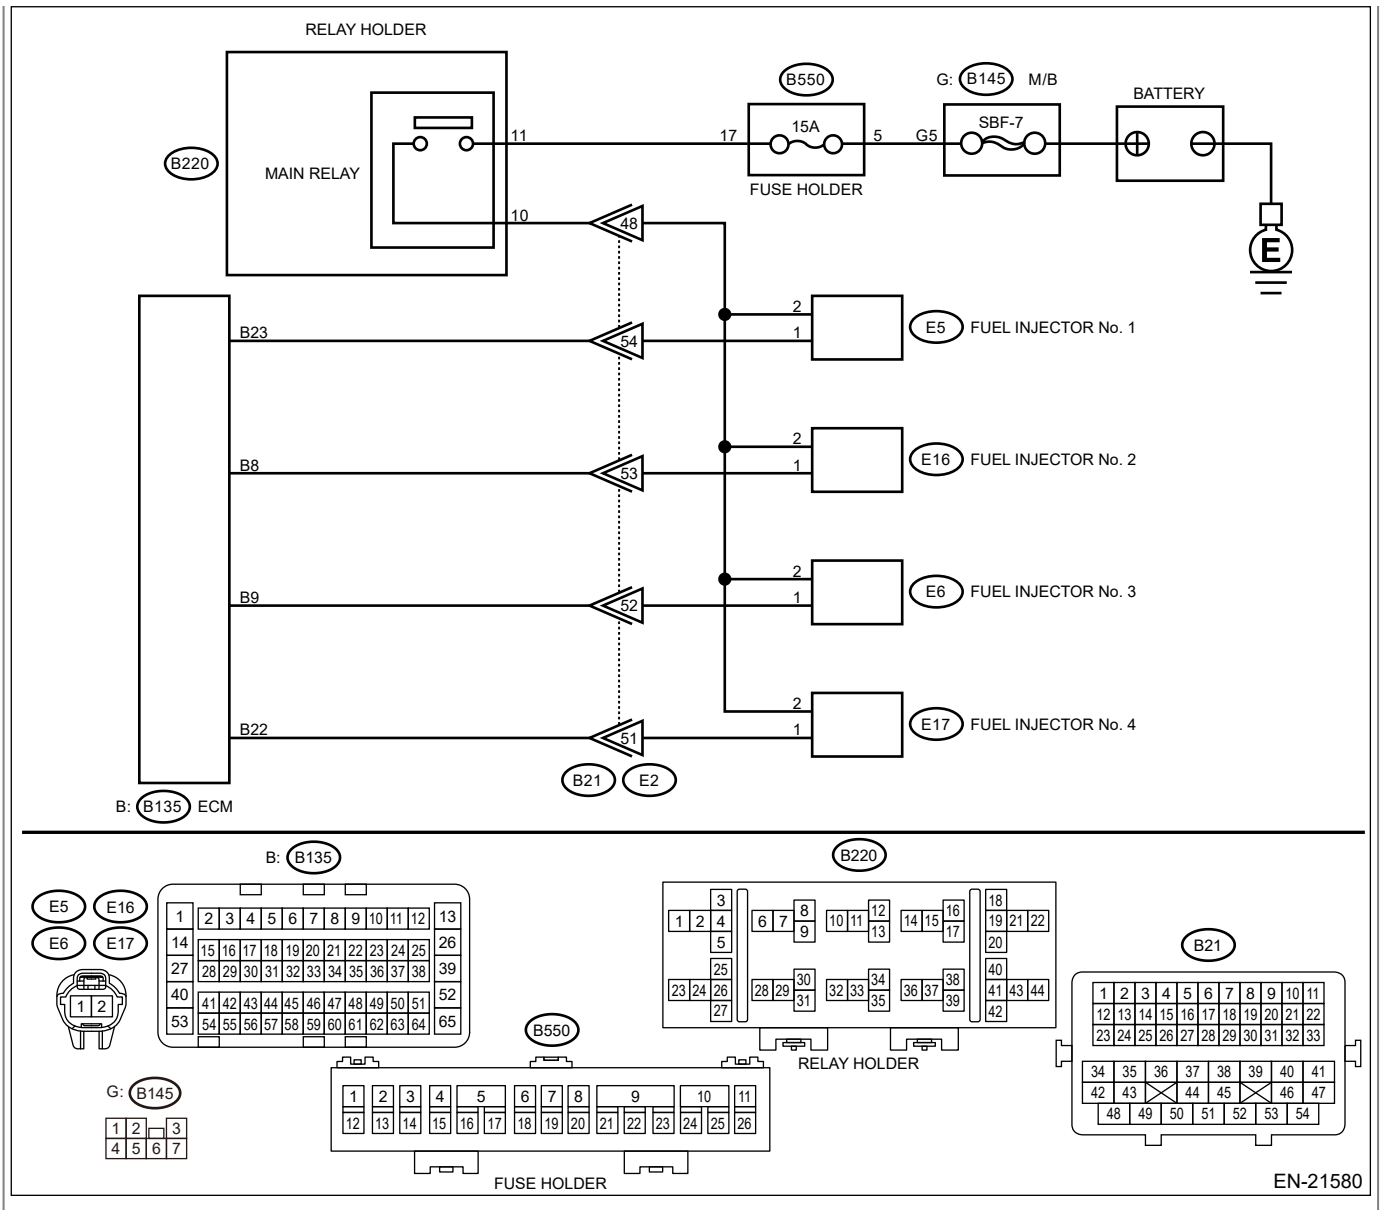 RELAY HOLDER
B550
G: B145 M/B
BATTERY
15A
SBF-7
11
17
5
G5
B220
MAIN RELAY
FUSE HOLDER
10
48
E
2
B23
54
1
E5 FUEL INJECTOR No. 1
2
B8
53
1
E16 FUEL INJECTOR No. 2
2
B9
52
1
E6 FUEL INJECTOR No. 3
2
B22
51
1
E17 FUEL INJECTOR No. 4
B21 E2
B: B135 ECM
B: B135
E5 E16
E6 E17
1 2
1 2 3 4 5 6 7 8 9 10 11 12 13
14 15 16 17 18 19 20 21 22 23 24 25 26
27 28 29 30 31 32 33 34 35 36 37 38 39
40 41 42 43 44 45 46 47 48 49 50 51 52
53 54 55 56 57 58 59 60 61 62 63 64 65
B220
3 8 12 16 18
1 2 4 6 7 10 11 14 15 19 21 22
5 9 13 17 20
25 30 34 38 40
23 24 26 28 29 32 33 36 37 41 43 44
27 31 35 39 42
RELAY HOLDER
B21
1 2 3 4 5 6 7 8 9 10 11
12 13 14 15 16 17 18 19 20 21 22
23 24 25 26 27 28 29 30 31 32 33
34 35 36 37 38 39 40 41
42 43 44 45 46 47
48 49 50 51 52 53 54
B550
1 2 3 4 5 6 7 8 9 10 11
12 13 14 15 16 17 18 19 20 21 22 23 24 25 26
FUSE HOLDER
G: B145
1 2 3
4 5 6 7
EN-21580